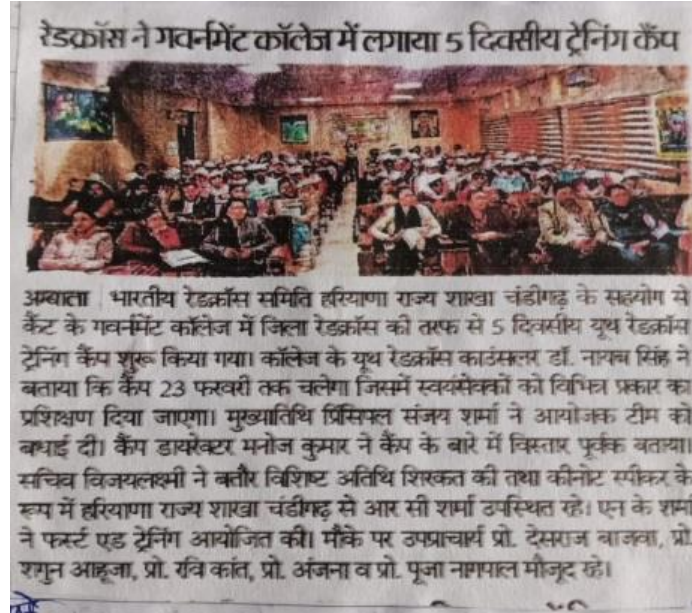 रेडक्रॉस ने गवर्नमेंट कॉलेज में लगाया 5 दिवसीय ट्रेनिंग कैंप
अम्बाला भारतीय रेडक्रॉस समिति हरियाणा राज्य शाखा चंडीगढ़ के सहयोग से
कैंट के गवर्नमेंट कॉलेज में जिला रेडक्रॉस की तरफ से 5 दिवसीय यूथ रेडक्रॉस
ट्रेनिंग कैंप शुरू किया गया। कॉलेज के यूथ रेडक्रॉस काउंसलर डॉ. नायब सिंह ने
बताया कि कैंप 23 फरवरी तक चलेगा जिसमें स्वयंसेवकों को विभिन्न प्रकार का
प्रशिक्षण दिया जाएगा। मुख्यातिथि प्रिंसिपल संजय शर्मा ने आयोजक टीम को
बधाई दी। कैंप डायरेक्टर मनोज कुमार ने कैंप के बारे में विस्तार पूर्वक बताया।
सचिव विजयलक्ष्मी ने बतौर विशिष्ट अतिथि शिरकत की तथा कीनोट स्पीकर के
रूप में हरियाणा राज्य शाखा चंडीगढ़ से आर सी शर्मा उपस्थित रहे। एन के शर्मा
ने फर्स्ट एड ट्रेनिंग आयोजित की। मौके पर उपप्राचार्य प्रो. देसराज बाजवा, प्रो.
शगुन आहूजा, प्रो. रवि कांत, प्रो. अंजना व प्रो. पूजा नागपाल मौजूद रहे।